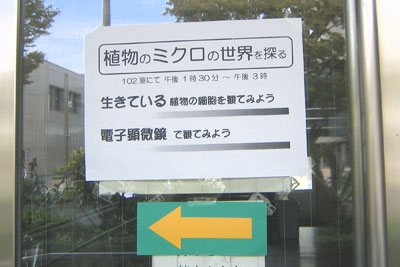 植物のミクロの世界を探る
102室にて 午後 1時30分 ～ 午後 3時
生きている 植物の細胞を観てみよう
電子顕微鏡 で観てみよう